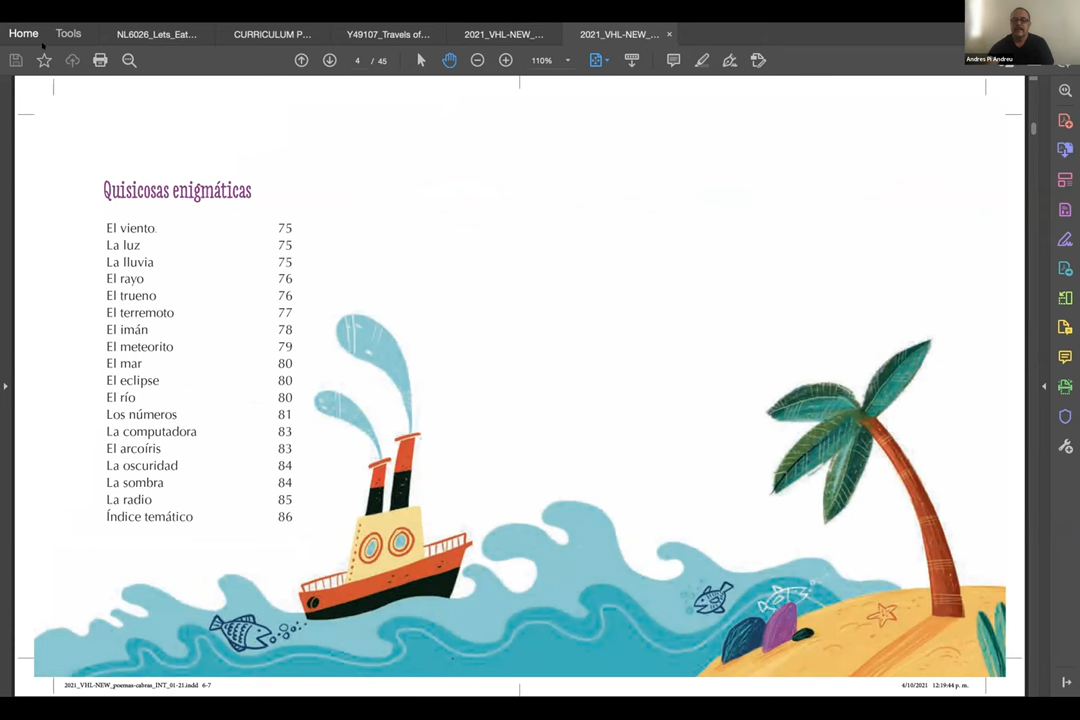 Home Tools NL6026_Lets_Eat... CURRICULUM P... Y49107_Travels of... 2021_VHL-NEW_... 2021_VHL-NEW_... ×
4 / 45 110%
Andres Pi Andreu
Quisicosas enigmáticas
El viento 75
La luz 75
La lluvia 75
El rayo 76
El trueno 76
El terremoto 77
El imán 78
El meteorito 79
El mar 80
El eclipse 80
El río 80
Los números 81
La computadora 83
El arcoíris 83
La oscuridad 84
La sombra 84
La radio 85
Índice temático 86
2021_VHL-NEW_poemas-cabras_INT_01-21.indd 6-7 4/10/2021 12:19:44 p. m.